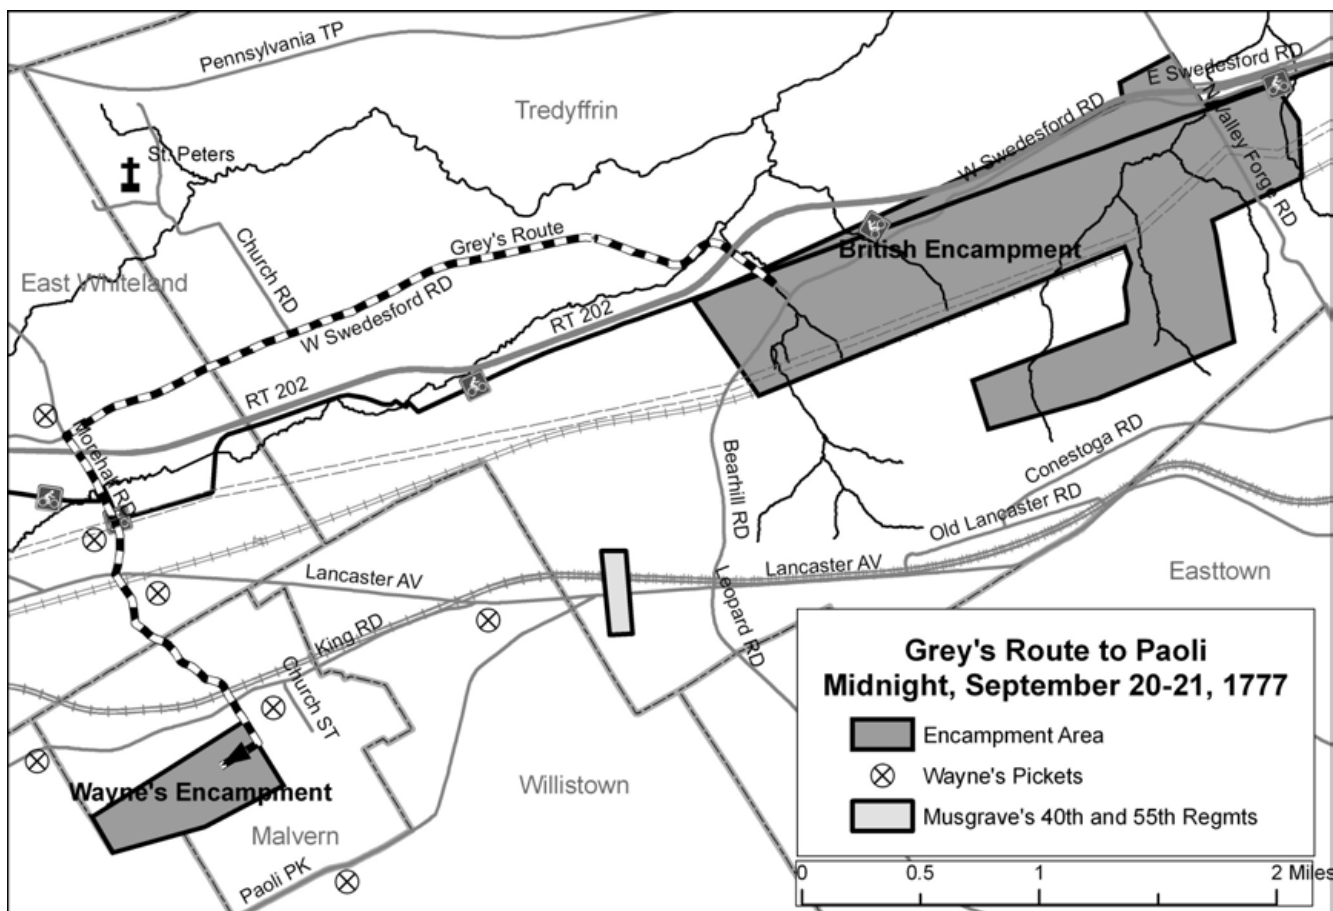 Pennsylvania TP
Tredyffrin
E Swedesford RD
W Swedesford RD
N Valley Forge RD
St. Peters
Church RD
Grey's Route
British Encampment
East Whiteland
W Swedesford RD
RT 202
RT 202
Morehall RD
Bearhill RD
Conestoga RD
Old Lancaster RD
Lancaster AV
Lancaster AV
Leopard RD
Easttown
King RD
Church ST
Wayne's Encampment
Willistown
Malvern
Paoli PK
Grey's Route to Paoli
Midnight, September 20-21, 1777
Encampment Area
Wayne's Pickets
Musgrave's 40th and 55th Regmts
0 0.5 1 2 Miles